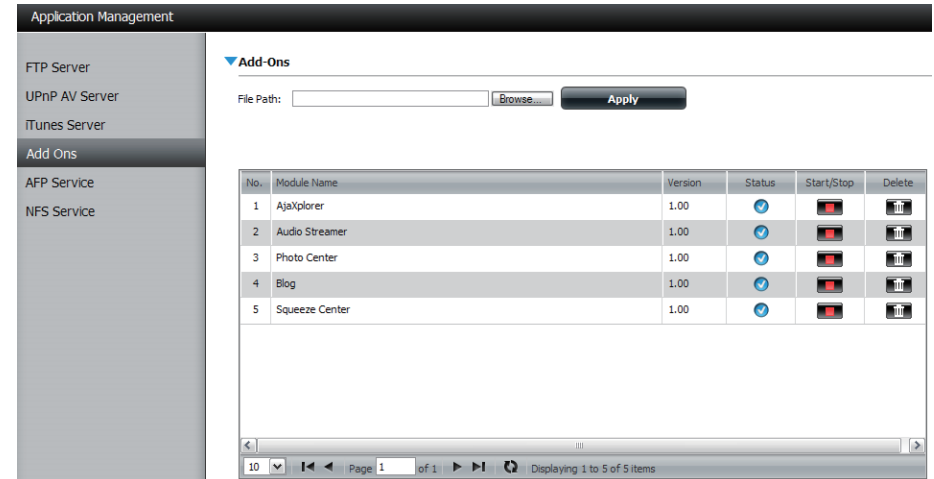 Application Management
FTP Server
UPnP AV Server
iTunes Server
Add Ons
AFP Service
NFS Service
Add-Ons
File Path: Browse... Apply
No. Module Name Version Status Start/Stop Delete
1 AjaXplorer 1.00
2 Audio Streamer 1.00
3 Photo Center 1.00
4 Blog 1.00
5 Squeeze Center 1.00
10 Page 1 of 1 Displaying 1 to 5 of 5 items